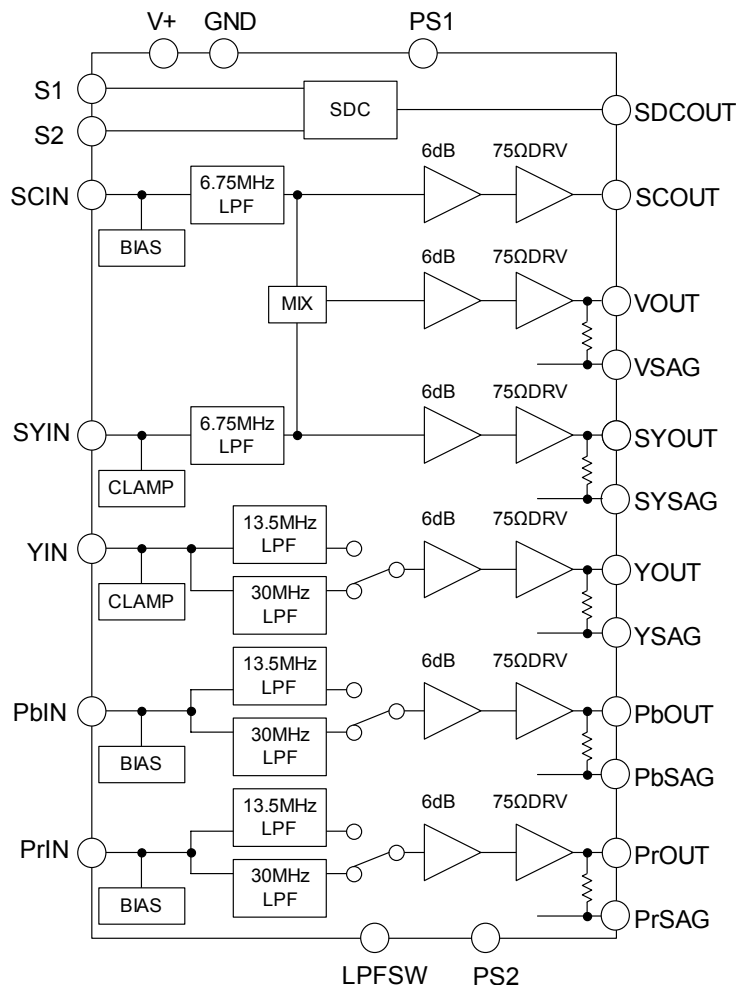 V+
GND
PS1
S1
SDC
SDCOUT
S2
6dB
75ΩDRV
SCIN
6.75MHz
LPF
SCOUT
BIAS
6dB
75ΩDRV
MIX
VOUT
VSAG
6dB
75ΩDRV
SYIN
6.75MHz
LPF
SYOUT
CLAMP
SYSAG
13.5MHz
LPF
6dB
75ΩDRV
YIN
YOUT
CLAMP
30MHz
LPF
YSAG
13.5MHz
LPF
6dB
75ΩDRV
PbIN
PbOUT
BIAS
30MHz
LPF
PbSAG
13.5MHz
LPF
6dB
75ΩDRV
PrIN
PrOUT
BIAS
30MHz
LPF
PrSAG
LPFSW
PS2